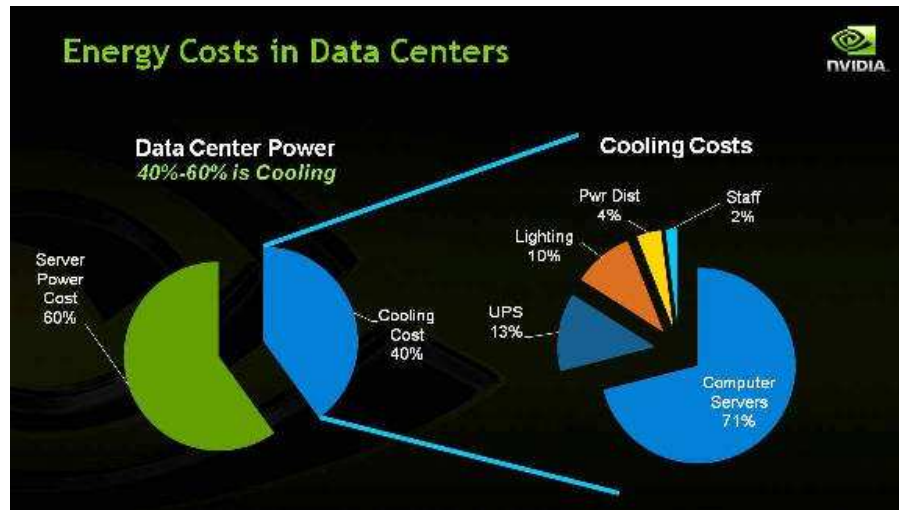 Energy Costs in Data Centers
NVIDIA
Data Center Power
40%-60% is Cooling
Server
Power
Cost
60%
Cooling
Cost
40%
Cooling Costs
Pwr Dist
4%
Staff
2%
Lighting
10%
UPS
13%
Computer
Servers
71%